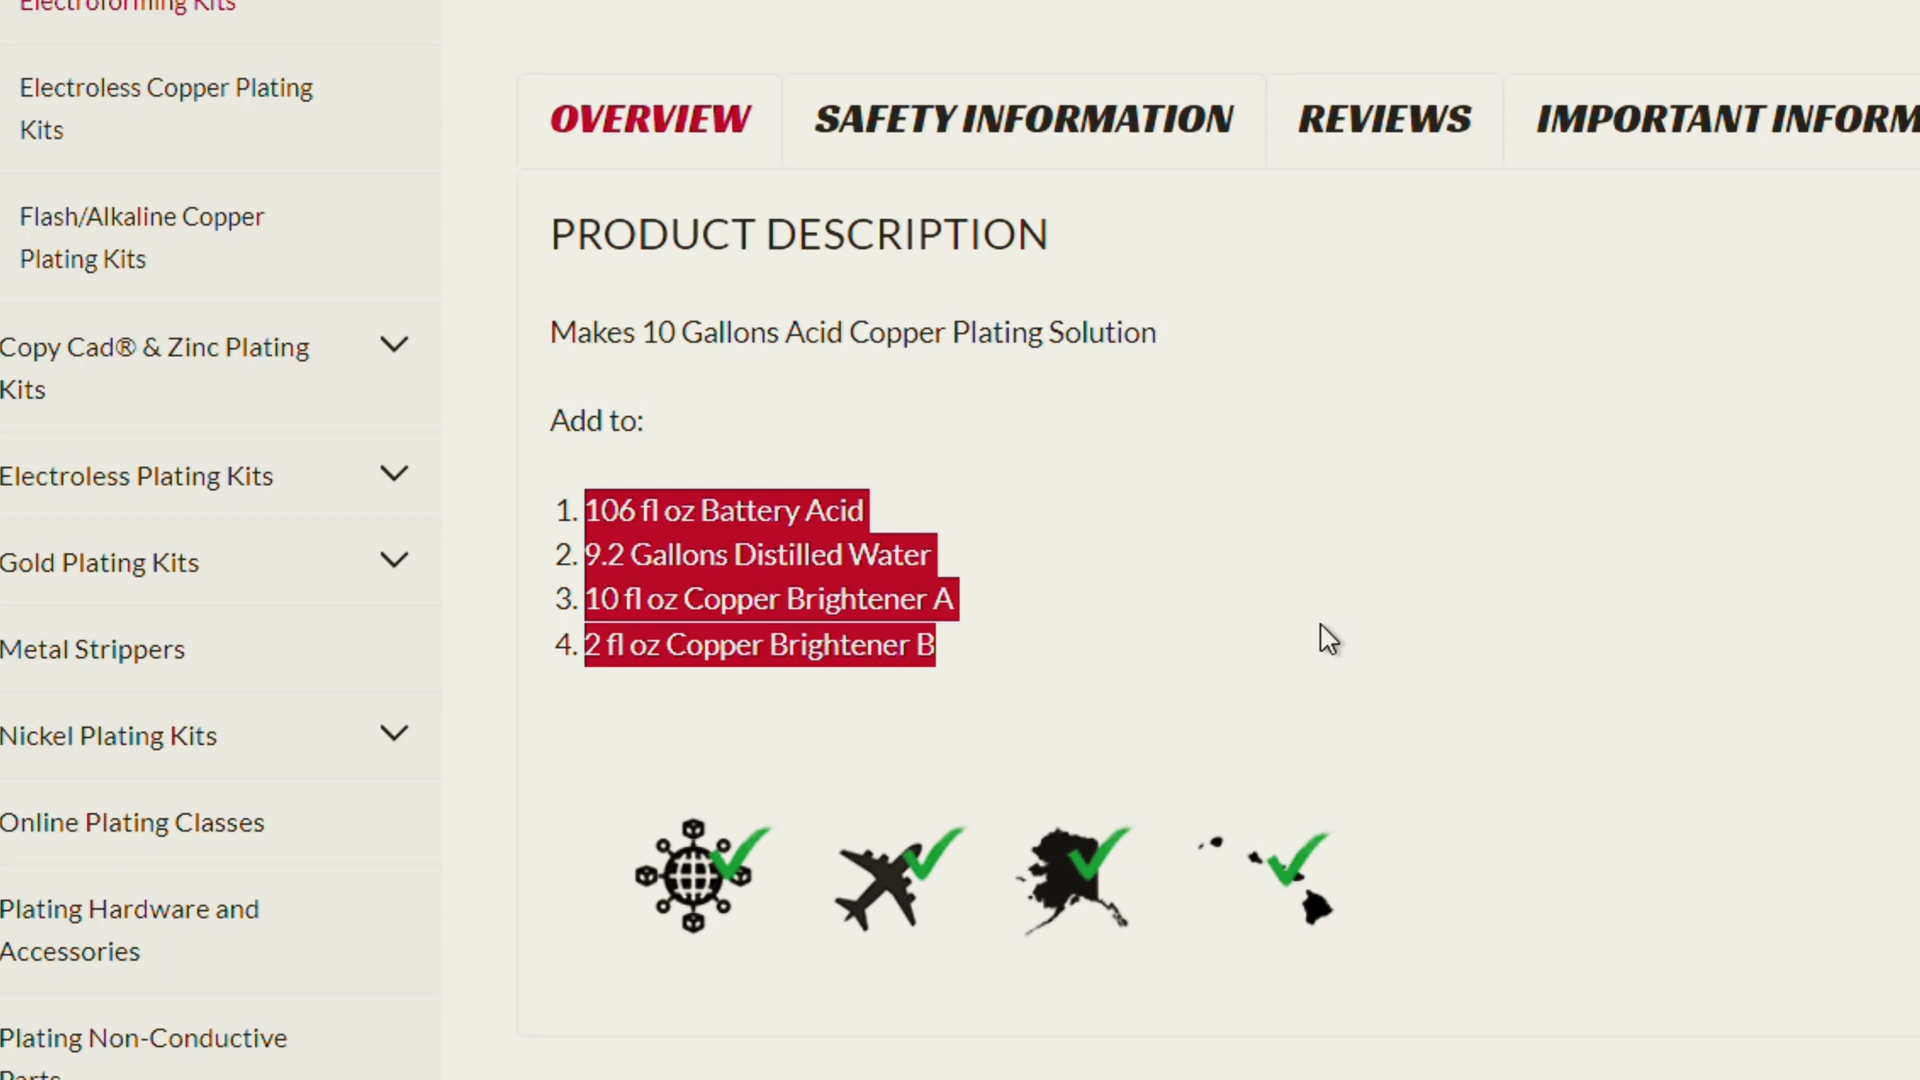 Electroforming Kits
Electroless Copper Plating
Kits
Flash/Alkaline Copper
Plating Kits
Copy Cad® & Zinc Plating
Kits
Electroless Plating Kits
Gold Plating Kits
Metal Strippers
Nickel Plating Kits
Online Plating Classes
Plating Hardware and
Accessories
Plating Non-Conductive
Parts
OVERVIEW
SAFETY INFORMATION
REVIEWS
IMPORTANT INFORM
PRODUCT DESCRIPTION
Makes 10 Gallons Acid Copper Plating Solution
Add to:
1. 106 fl oz Battery Acid
2. 9.2 Gallons Distilled Water
3. 10 fl oz Copper Brightener A
4. 2 fl oz Copper Brightener B